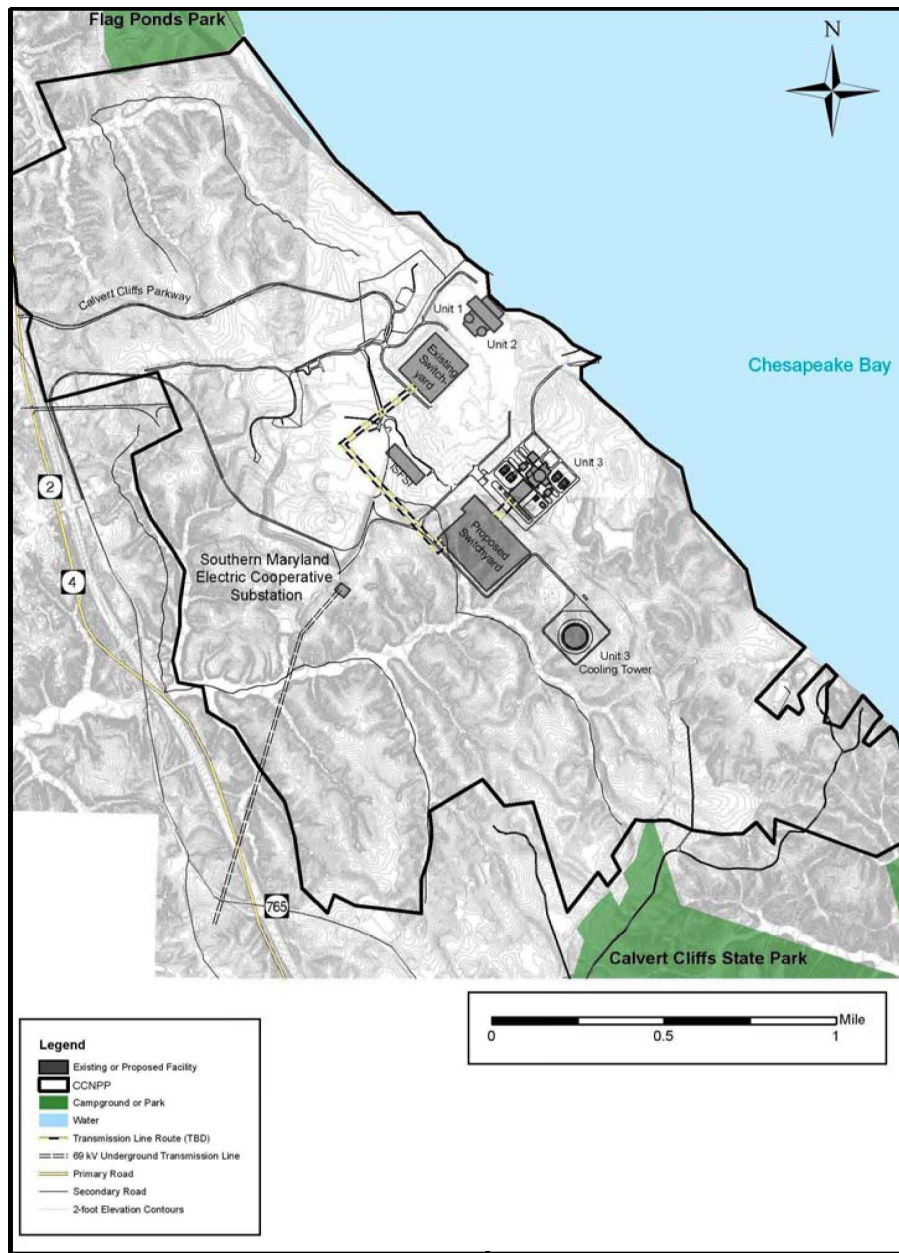 Flag Ponds Park
N
Calvert Cliffs Parkway
Unit 1
Unit 2
Existing
Switch-
yard
Chesapeake Bay
ISFSI
Unit 3
2
Proposed
Switchyard
4
Southern Maryland
Electric Cooperative
Substation
Unit 3
Cooling Tower
765
Calvert Cliffs State Park
0
0.5
1
Mile
Legend
Existing or Proposed Facility
CCNPP
Campground or Park
Water
Transmission Line Route (TBD)
69 kV Underground Transmission Line
Primary Road
Secondary Road
2-foot Elevation Contours